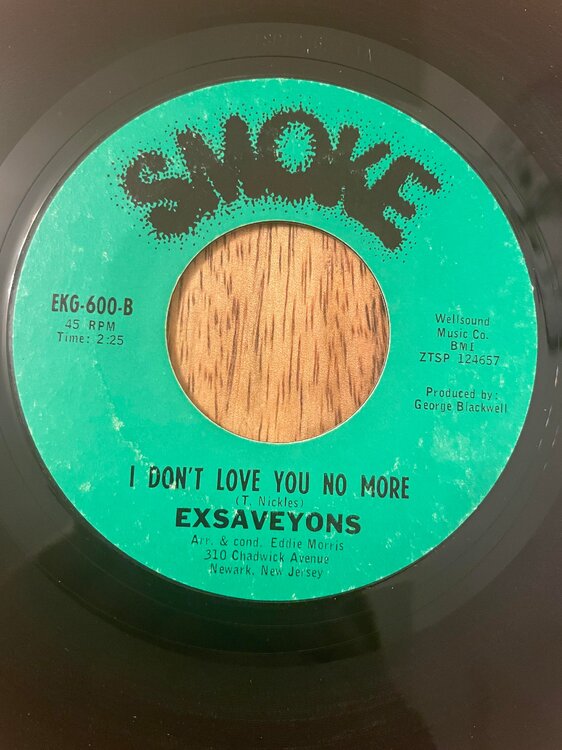 SMOKE
EKG-600-B
45 RPM
Time: 2:25
Wellsound
Music Co.
BMI
ZTSP 124657
Produced by:
George Blackwell
I DON'T LOVE YOU NO MORE
(T. Nickles)
EXSAVEYONS
Arr. & cond. Eddie Morris
310 Chadwick Avenue
Newark, New Jersey